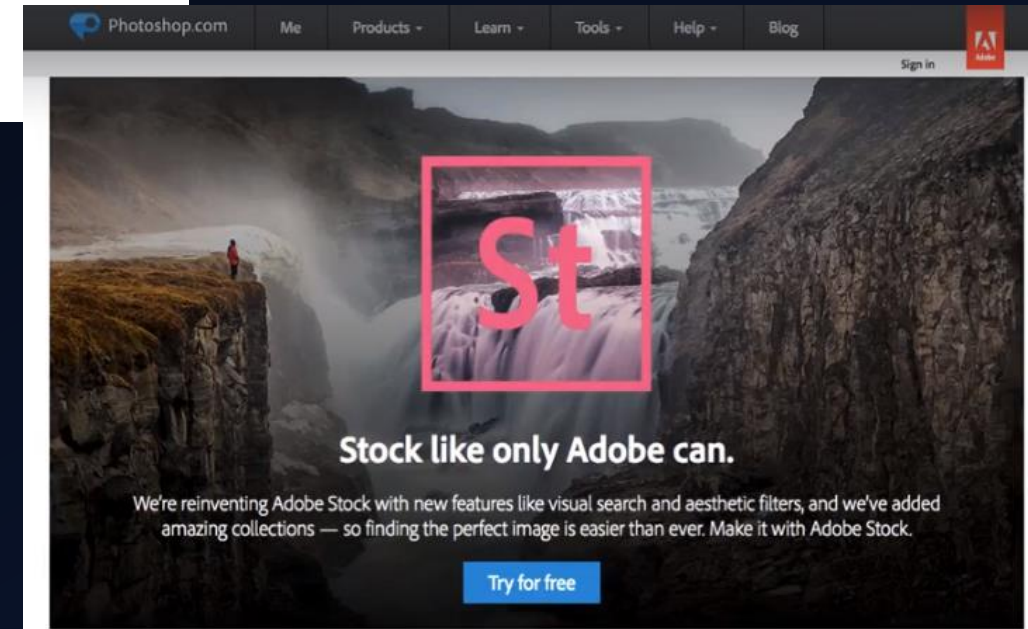 Photoshop.com Me Products Learn Tools Help Blog
Adobe
Sign in
St
Stock like only Adobe can.
We're reinventing Adobe Stock with new features like visual search and aesthetic filters, and we've added
amazing collections — so finding the perfect image is easier than ever. Make it with Adobe Stock.
Try for free